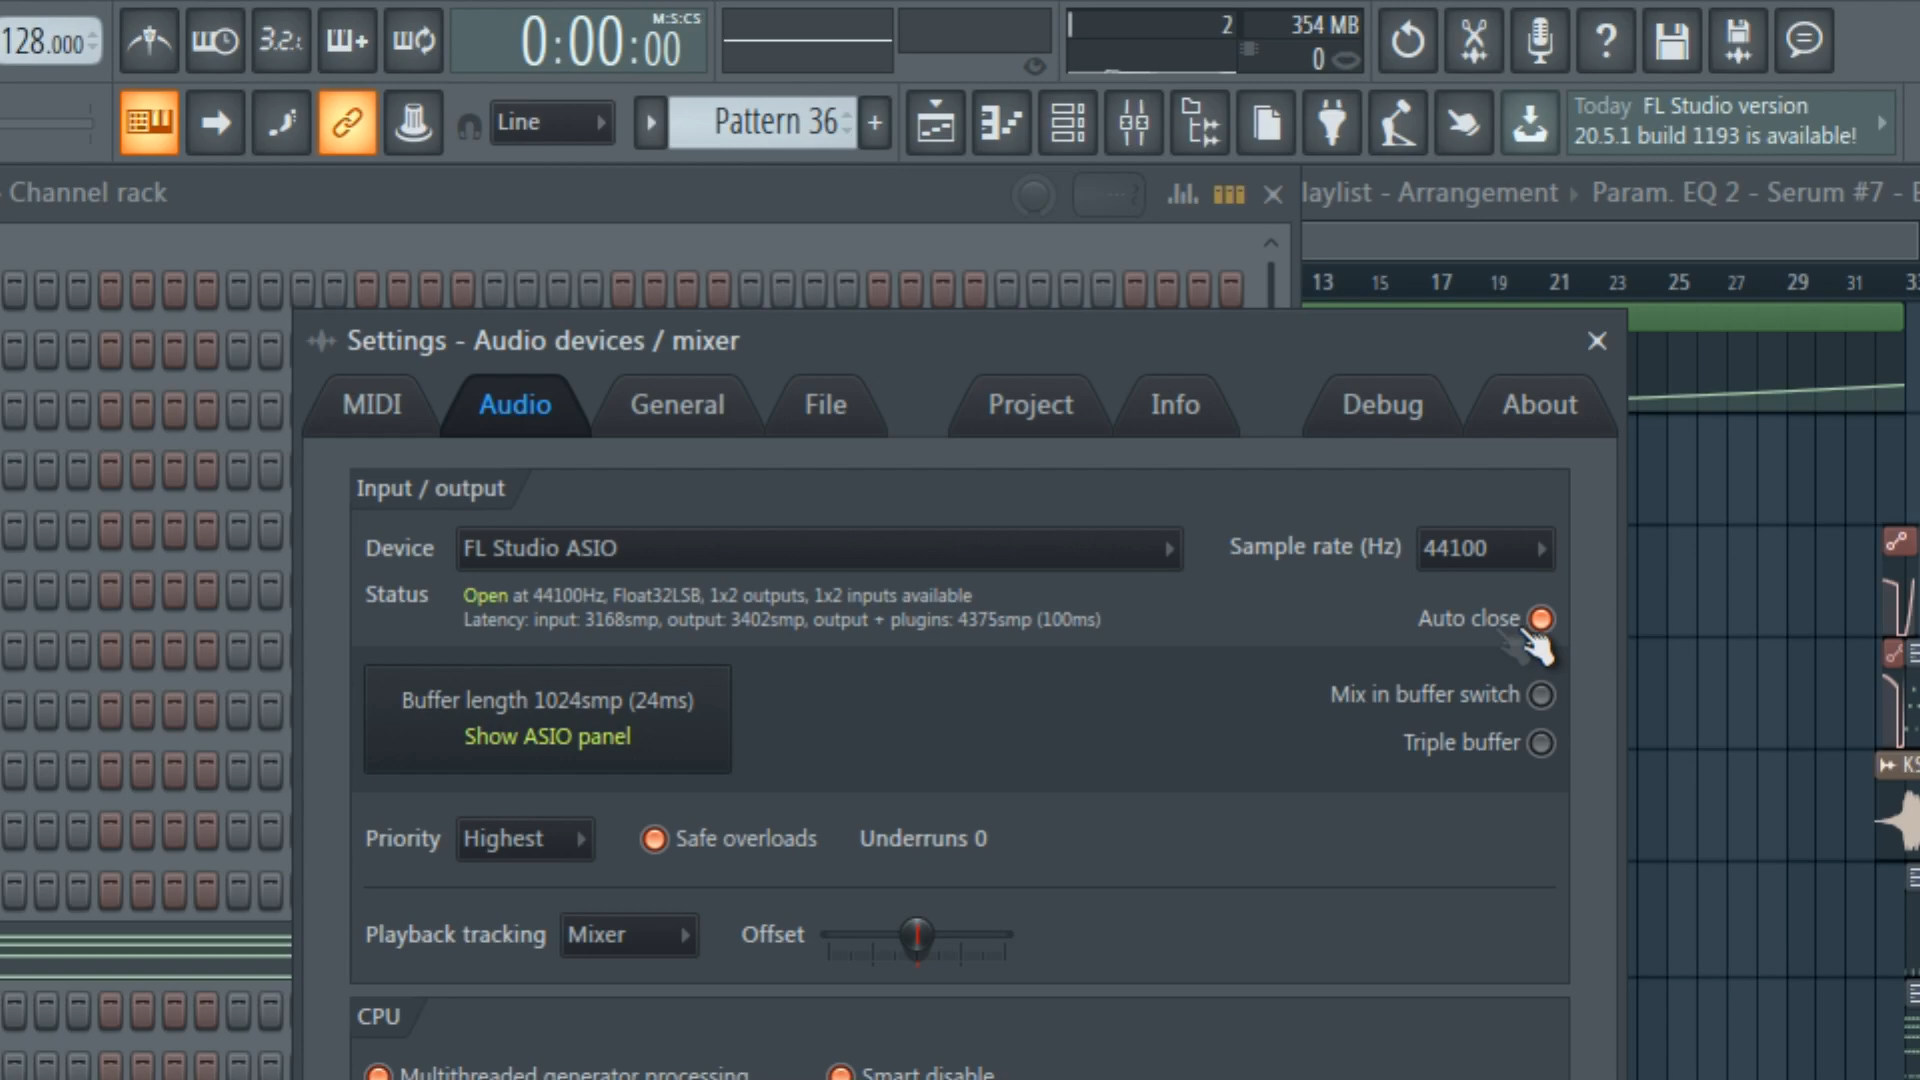 128.000
3.2.
0:00:00
M:S:CS
2
354 MB
0
Line
Pattern 36
+
Today FL Studio version
20.5.1 build 1193 is available!
Channel rack
laylist - Arrangement
Param. EQ 2 - Serum #7 - E
13 15 17 19 21 23 25 27 29 31 33
Settings - Audio devices / mixer
MIDI
Audio
General
File
Project
Info
Debug
About
Input / output
Device
FL Studio ASIO
Sample rate (Hz)
44100
Status
Open at 44100Hz, Float32LSB, 1x2 outputs, 1x2 inputs available
Latency: input: 3168smp, output: 3402smp, output + plugins: 4375smp (100ms)
Auto close
Buffer length 1024smp (24ms)
Show ASIO panel
Mix in buffer switch
Triple buffer
KS
Priority
Highest
Safe overloads
Underruns 0
Playback tracking
Mixer
Offset
CPU
Multithreaded generator processing
Smart disable